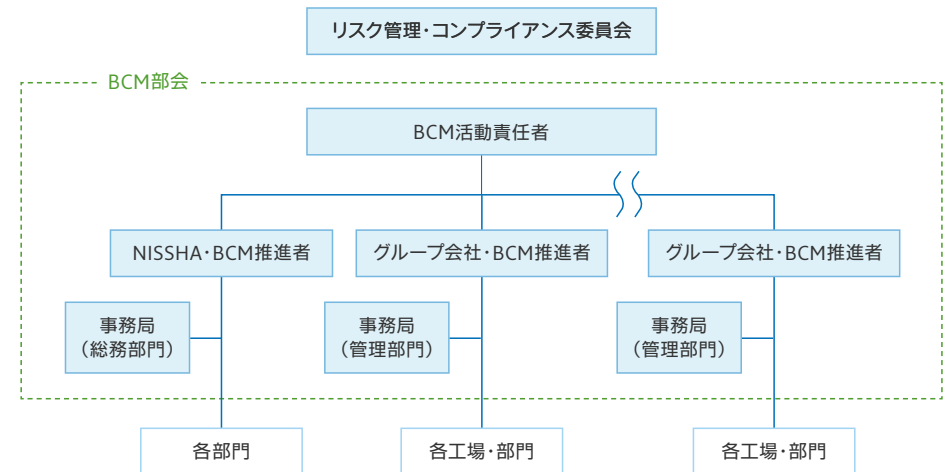 リスク管理・コンプライアンス委員会
BCM部会
BCM活動責任者
NISSHA・BCM推進者
グループ会社・BCM推進者
グループ会社・BCM推進者
事務局
（総務部門）
事務局
（管理部門）
事務局
（管理部門）
各部門
各工場・部門
各工場・部門